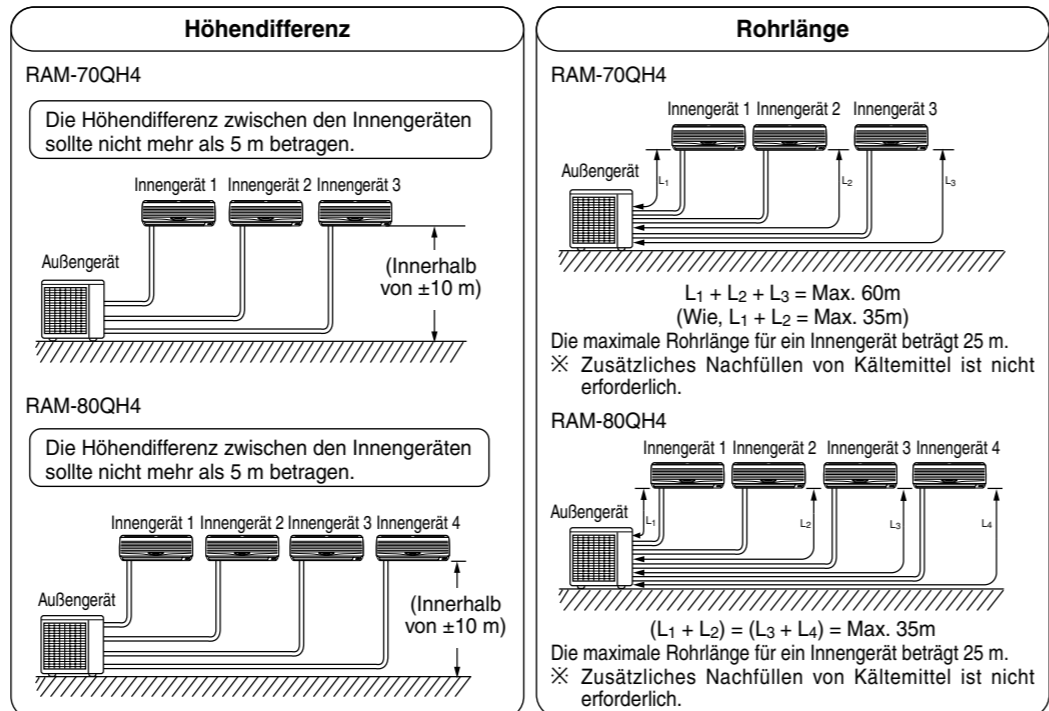 Höhendifferenz
RAM-70QH4
Die Höhendifferenz zwischen den Innengeräten
sollte nicht mehr als 5 m betragen.
Innengerät 1 Innengerät 2 Innengerät 3
Außengerät
(Innerhalb
von ±10 m)
RAM-80QH4
Die Höhendifferenz zwischen den Innengeräten
sollte nicht mehr als 5 m betragen.
Innengerät 1 Innengerät 2 Innengerät 3 Innengerät 4
Außengerät
(Innerhalb
von ±10 m)
Rohrlänge
RAM-70QH4
Innengerät 1 Innengerät 2 Innengerät 3
Außengerät
L1 L2 L3
L1 + L2 + L3 = Max. 60m
(Wie, L1 + L2 = Max. 35m)
Die maximale Rohrlänge für ein Innengerät beträgt 25 m.
※ Zusätzliches Nachfüllen von Kältemittel ist nicht
erforderlich.
RAM-80QH4
Innengerät 1 Innengerät 2 Innengerät 3 Innengerät 4
Außengerät
L1 L2 L3 L4
(L1 + L2) = (L3 + L4) = Max. 35m
Die maximale Rohrlänge für ein Innengerät beträgt 25 m.
※ Zusätzliches Nachfüllen von Kältemittel ist nicht
erforderlich.